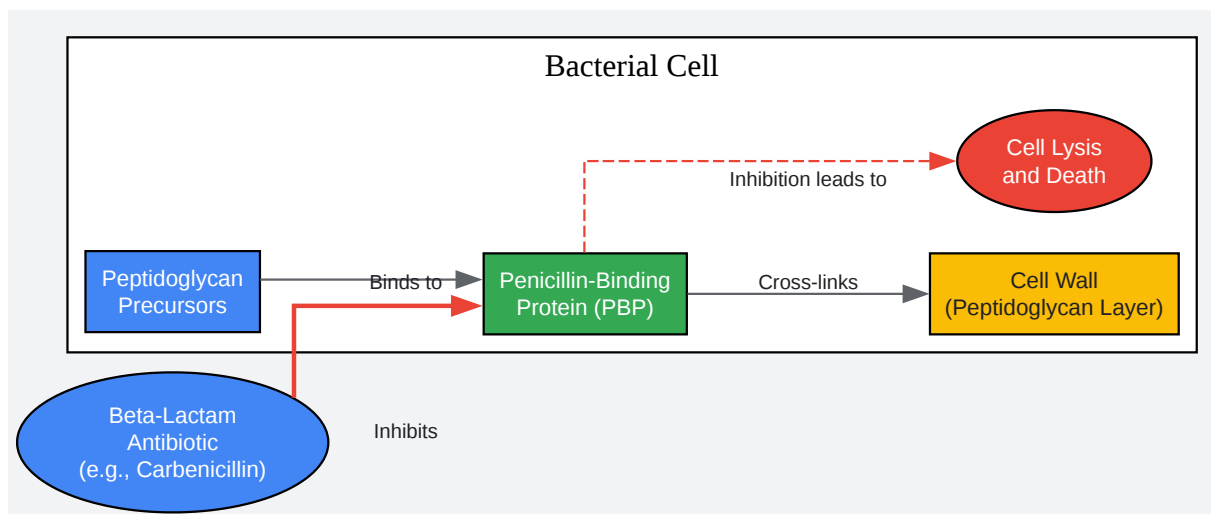 Bacterial Cell
Cell Lysis
and Death
Inhibition leads to
Peptidoglycan
Precursors
Binds to
Penicillin-Binding
Protein (PBP)
Cross-links
Cell Wall
(Peptidoglycan Layer)
Beta-Lactam
Antibiotic
(e.g., Carbenicillin)
Inhibits